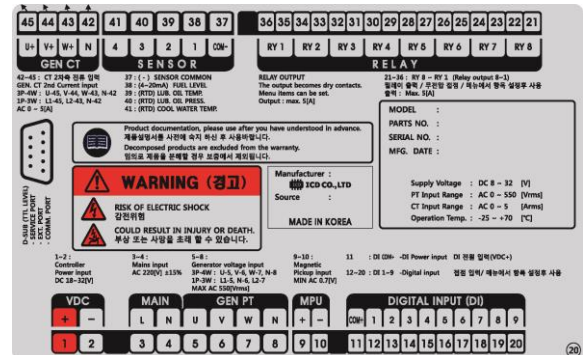 45 44 43 42 41 40 39 38 37 36 35 34 33 32 31 30 29 28 27 26 25 24 23 22 21
U+ V+ W+ N 4 3 2 1 COM- RY 1 RY 2 RY 3 RY 4 RY 5 RY 6 RY 7 RY 8
GEN CT SENSOR RELAY
42~45 : CT 2차측 전류 입력
GEN. CT 2nd Current input
3P-4W : U-45, V-44, W-43, N-42
1P-3W : L1-45, L2-43, N-42
AC 0 ~ 5[A]
37 : ( - ) SENSOR COMMON
38 : (4~20mA) FUEL LEVEL
39 : (RTD) LUB. OIL TEMP.
40 : (RTD) LUB. OIL PRESS.
41 : (RTD) COOL WATER TEMP.
RELAY OUTPUT
The output becomes dry contacts.
Menu items can be set.
Output : max. 5[A]
21~36 : RY 8 ~ RY 1 (Relay output 8~1)
릴레이 출력 / 무전압 접점 / 메뉴에서 항목 설정후 사용
출력 : Max. 5[A]
D-SUB (TTL LEVEL)
- SERVICE PORT
- EXT. PORT
- COMM. PORT
Product documentation, please use after you have understood in advance.
제품설명서를 사전에 숙지 하신 후 사용바랍니다.
Decomposed products are excluded from the warranty.
임의로 제품을 분해할 경우 보증에서 제외됩니다.
WARNING (경고)
RISK OF ELECTRIC SHOCK
감전위험
COULD RESULT IN INJURY OR DEATH.
부상 또는 사망을 초래 할 수 있습니다.
Manufacturer :
ICD CO.,LTD
Source :
MADE IN KOREA
MODEL :
PARTS NO. :
SERIAL NO. :
MFG. DATE :
Supply Voltage : DC 8 ~ 32 [V]
PT Input Range : AC 0 ~ 550 [Vrms]
CT Input Range : AC 0 ~ 5 [Arms]
Operation Temp. : -25 ~ +70 [℃]
1~2 :
Controller
Power input
DC 18~32[V]
3~4 :
Mains input
AC 220[V] ±15%
5~8 :
Generator voltage input
3P-4W : U-5, V-6, W-7, N-8
1P-3W : L1-5, N-6, L2-7
MAX AC 550[Vrms]
9~10 :
Magnetic
Pickup input
MIN AC 0.7[V]
11 : DI COM+ -DI Power input DI 전원 입력(VDC+)
12~20 : DI 1~9 -Digital input 접점 입력/ 메뉴에서 항목 설정후 사용
VDC MAIN GEN PT MPU DIGITAL INPUT (DI)
+ - L N U V W N + - COM+ 1 2 3 4 5 6 7 8 9
1 2 3 4 5 6 7 8 9 10 11 12 13 14 15 16 17 18 19 20
20